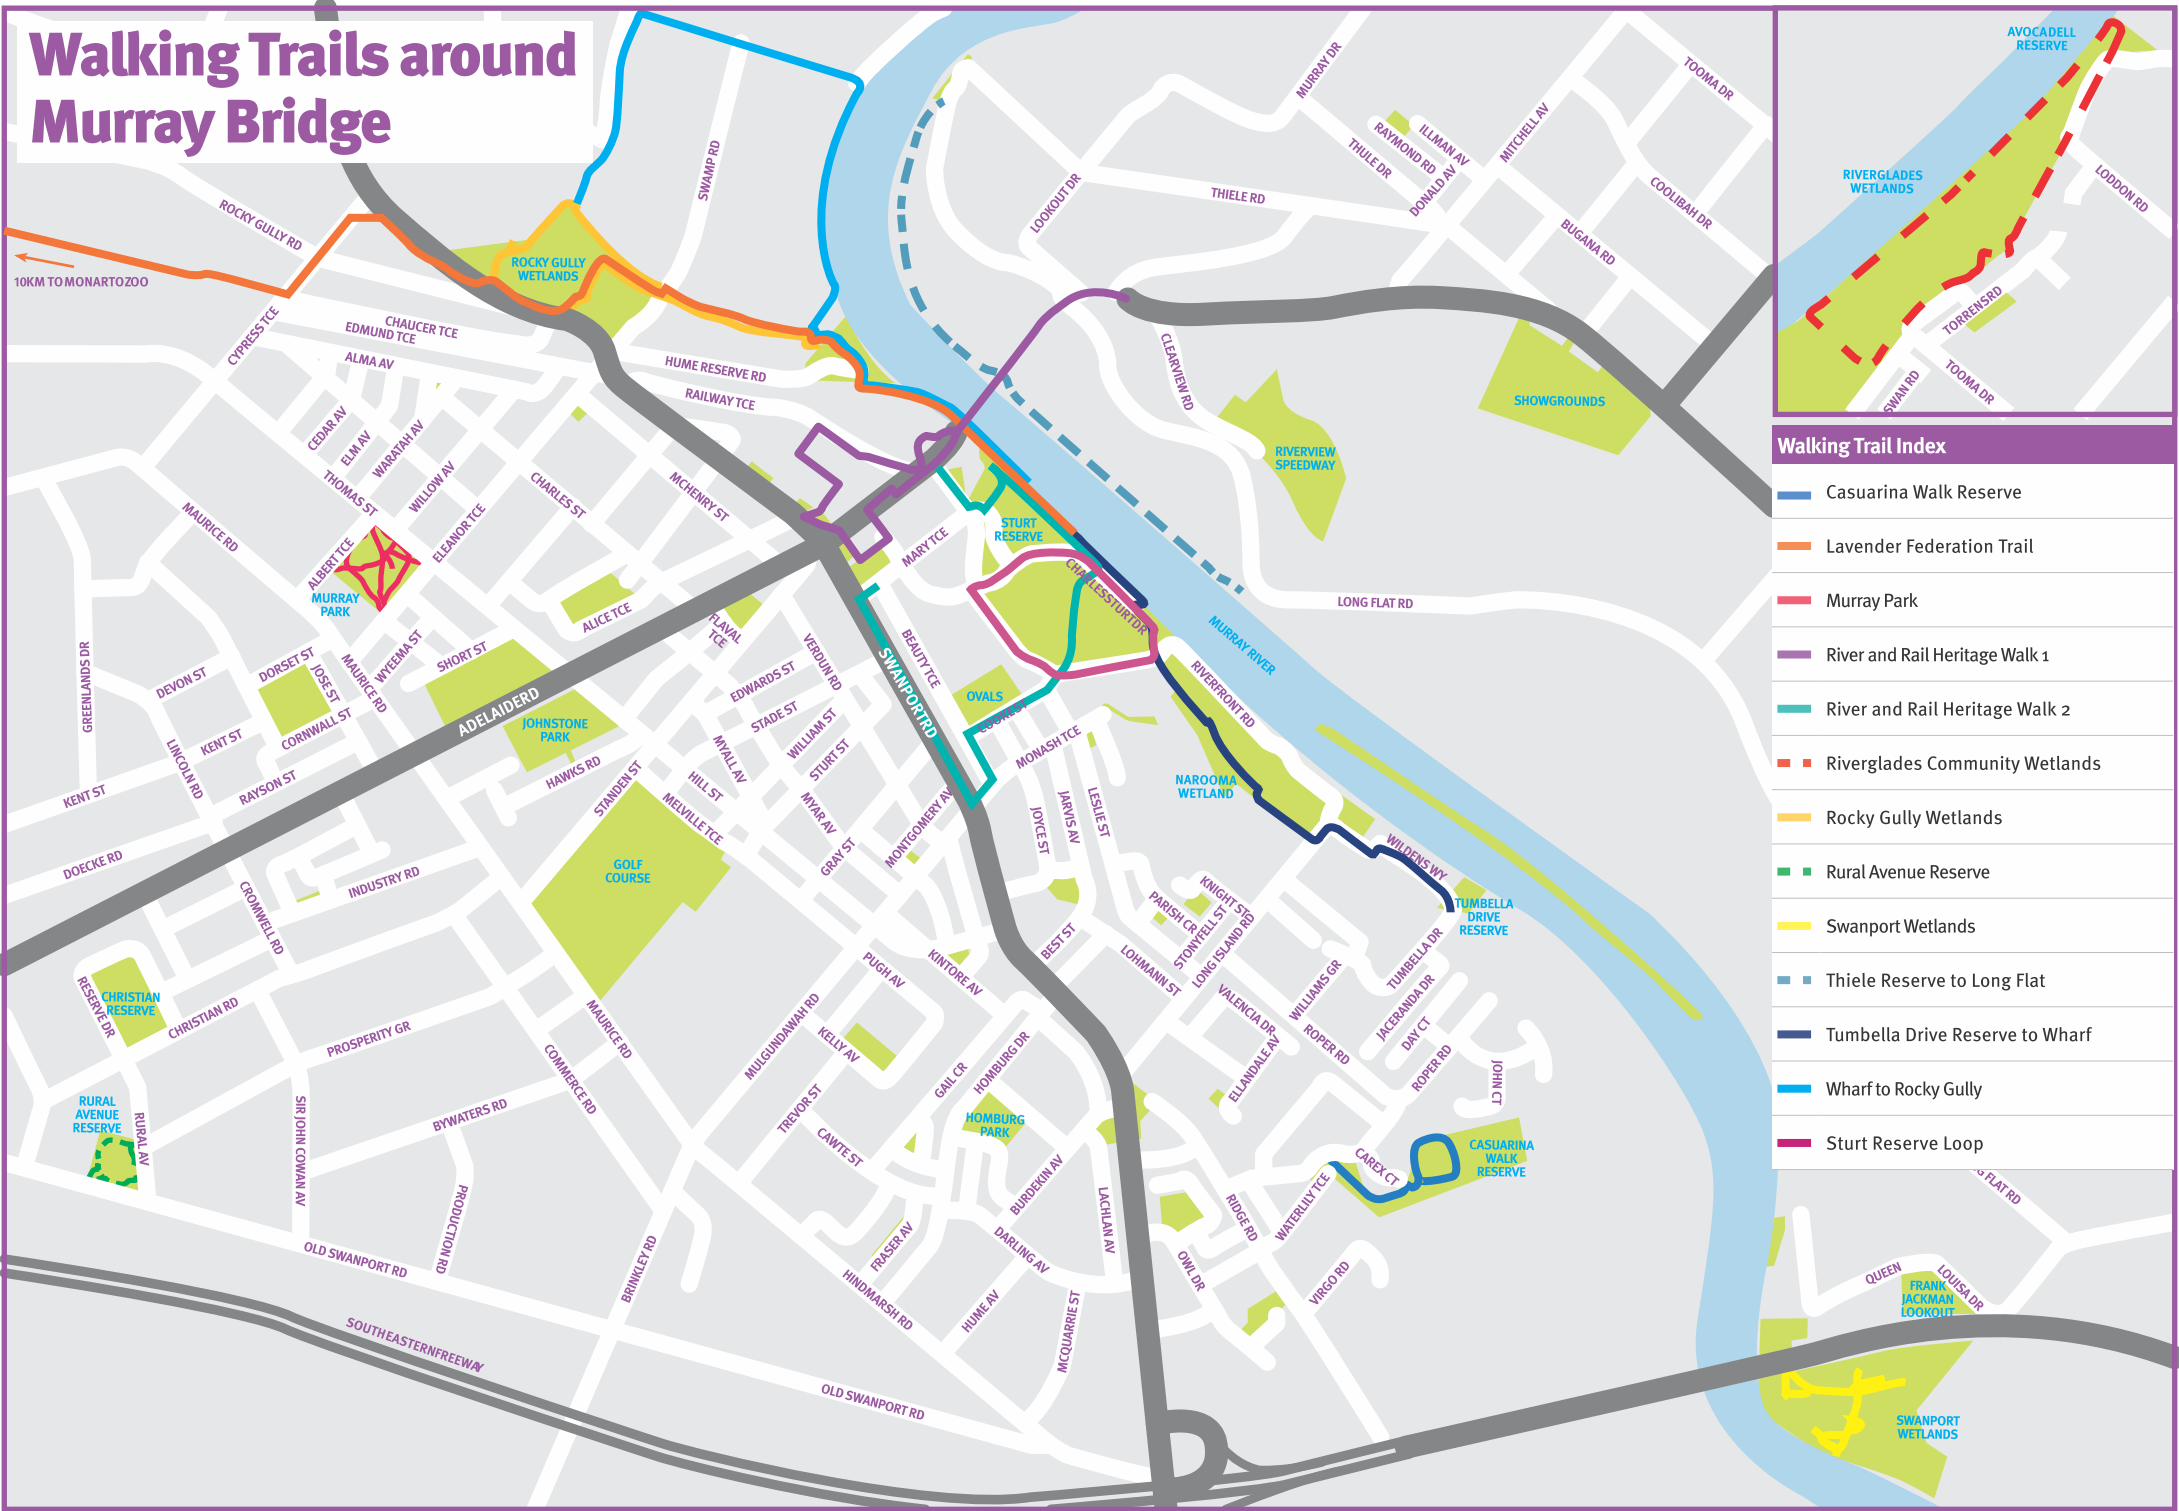 Walking Trails around
Murray Bridge
10KM TO MONARTO ZOO
ROCKY GULLY RD
SWAMP RD
ROCKY GULLY
WETLANDS
CYPRESS TCE
CHAUCER TCE
EDMUND TCE
ALMA AV
HUME RESERVE RD
RAILWAY TCE
CEDAR AV
ELM AV
WARATAH AV
WILLOW AV
THOMAS ST
ELEANOR TCE
CHARLES ST
MCHENRY ST
MAURICE RD
ALBERT TCE
MURRAY
PARK
ALICE TCE
MARY TCE
STURT
RESERVE
CHARLES STURT DR
FLAVAL
TCE
VERDUN RD
BEAUTY TCE
SWANPORT RD
EDWARDS ST
STADE ST
WILLIAM ST
STURT ST
OVALS
MONASH TCE
SHORT ST
WYEEMA ST
MAURICE RD
DORSET ST
JOSE ST
CORNWALL ST
DEVON ST
KENT ST
GREENLANDS DR
LINCOLN RD
RAYSON ST
KENT ST
DOECKE RD
ADELAIDE RD
JOHNSTONE
PARK
HAWKS RD
STANDEN ST
MELVILLE TCE
HILL ST
MYALL AV
MYAR AV
GRAY ST
MONTGOMERY AV
JOYCE ST
JARVIS AV
LESLIE ST
GOLF
COURSE
INDUSTRY RD
CROMWELL RD
CHRISTIAN
RESERVE
RESERVE DR
CHRISTIAN RD
PROSPERITY GR
RURAL
AVENUE
RESERVE
RURAL AV
SIR JOHN COWAN AV
BYWATERS RD
PRODUCTION RD
COMMERCE RD
MAURICE RD
OLD SWANPORT RD
SOUTH EASTERN FREEWAY
BRINKLEY RD
OLD SWANPORT RD
MULGUNDAWAH RD
PUGH AV
KINTORE AV
KELLY AV
TREVOR ST
CAWTE ST
GAIL CR
HOMBURG DR
HOMBURG
PARK
BURDEKIN AV
LACHLAN AV
DARLING AV
FRASER AV
HINDMARSH RD
HUME AV
MCQUARRIE ST
BEST ST
LOHMANN ST
PARISH CR
KNIGHT ST
STONYFELL ST
LONG ISLAND RD
VALENCIA DR
WILLIAMS GR
ROPER RD
ELLANDALE AV
TUMBELLA DR
JACERANDA DR
DAY CT
ROPER RD
JOHN CT
CAREX CT
CASUARINA
WALK
RESERVE
WATERLILY TCE
RIDGE RD
OWL DR
VIRGO RD
NAROOMA
WETLAND
RIVERFRONT RD
WILDENS WY
TUMBELLA
DRIVE
RESERVE
MURRAY RIVER
LONG FLAT RD
LOOKOUT DR
THIELE RD
MURRAY DR
THULE DR
RAYMOND RD
ILLMAN AV
DONALD AV
MITCHELL AV
TOOMA DR
COOLIBAH DR
BUGANA RD
CLEARVIEW RD
RIVERVIEW
SPEEDWAY
SHOWGROUNDS
AVOCA DELL
RESERVE
RIVERGLADES
WETLANDS
LODDON RD
TORRENS RD
TOOMA DR
SWAN RD
Walking Trail Index
Casuarina Walk Reserve
Lavender Federation Trail
Murray Park
River and Rail Heritage Walk 1
River and Rail Heritage Walk 2
Riverglades Community Wetlands
Rocky Gully Wetlands
Rural Avenue Reserve
Swanport Wetlands
Thiele Reserve to Long Flat
Tumbella Drive Reserve to Wharf
Wharf to Rocky Gully
Sturt Reserve Loop
G FLAT RD
QUEEN
LOUISA DR
FRANK
JACKMAN
LOOKOUT
SWANPORT
WETLANDS